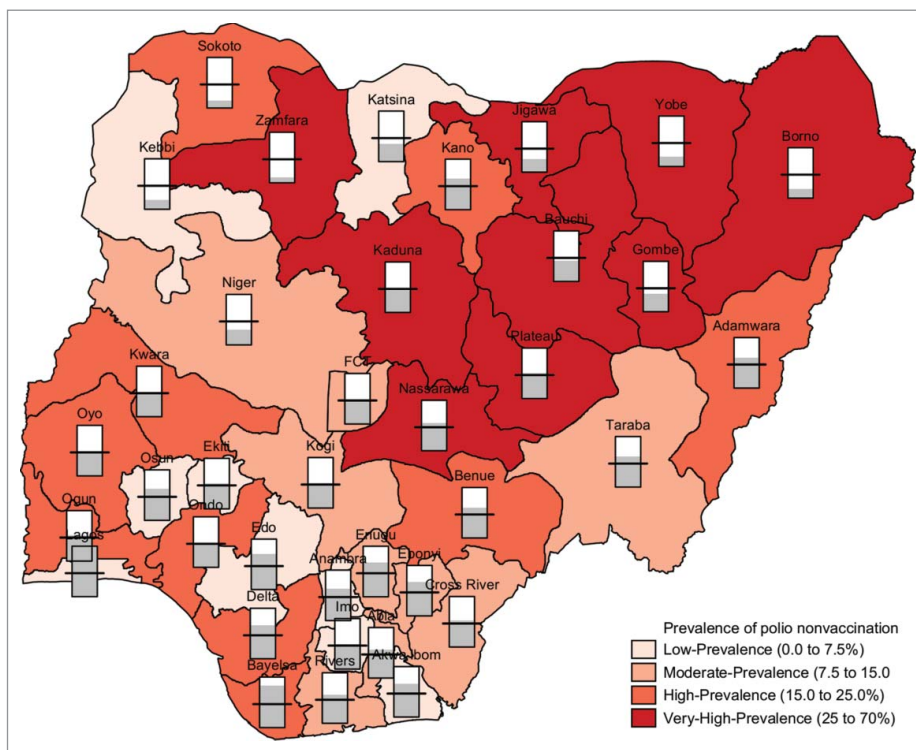 Sokoto
Katsina
Zamfara
Jigawa
Yobe
Borno
Kebbi
Kano
Bauchi
Kaduna
Gombe
Niger
Adamwara
Plateau
Kwara
FCT
Nassarawa
Oyo
Taraba
Osun
Ekiti
Kogi
Benue
Ogun
Ondo
Edo
Lagos
Enugu
Anambra
Ebonyi
Cross River
Delta
Imo
Abia
Bayelsa
Rivers
Akwa Ibom
Prevalence of polio nonvaccination
Low-Prevalence (0.0 to 7.5%)
Moderate-Prevalence (7.5 to 15.0
High-Prevalence (15.0 to 25.0%)
Very-High-Prevalence (25 to 70%)